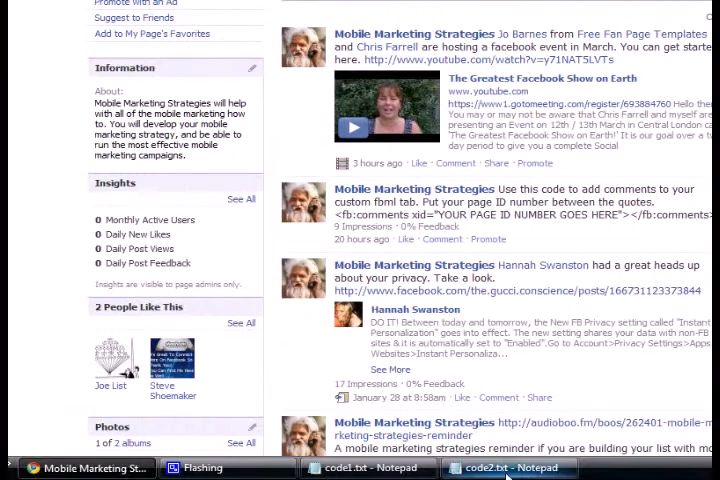 Promote with an Ad
Suggest to Friends
Add to My Page's Favorites
Information
About:
Mobile Marketing Strategies will help
with all of the mobile marketing how
to. You will develop your mobile
marketing strategy, and be able to
run the most effective mobile
marketing campaigns.
Insights
See All
0 Monthly Active Users
0 Daily New Likes
0 Daily Post Views
0 Daily Post Feedback
Insights are visible to page admins only.
2 People Like This
See All
Joe List
Steve
Shoemaker
Photos
1 of 2 albums
See All
Mobile Marketing Strategies Jo Barnes from Free Fan Page Templates
and Chris Farrell are hosting a facebook event in March. You can get starte
here. http://www.youtube.com/watch?v=y71NAT5LVTs
The Greatest Facebook Show on Earth
www.youtube.com
https://www1.gotomeeting.com/register/693884760 Hello ther
You may or may not be aware that Chris Farrell and myself are
presenting an Event on 12th / 13th March in Central London ca
'The Greatest Facebook Show on Earth!' It is our goal over a tw
day period to give you a complete Social
3 hours ago · Like · Comment · Share · Promote
Mobile Marketing Strategies Use this code to add comments to your
custom fbml tab. Put your page ID number between the quotes.
<fb:comments xid="YOUR PAGE ID NUMBER GOES HERE"></fb:comments>
9 Impressions · 0% Feedback
20 hours ago · Like · Comment · Promote
Mobile Marketing Strategies Hannah Swanston had a great heads up
about your privacy. Take a look.
http://www.facebook.com/the.gucci.conscience/posts/166731123373844
Hannah Swanston
DO IT! Between today and tomorrow, the New FB Privacy setting called "Instant
Personalization" goes into effect. The new setting shares your data with non-FB
sites & it is automatically set to "Enabled".Go to Account>Privacy Settings>Apps
Websites>Instant Personaliza...
See More
17 Impressions · 0% Feedback
January 28 at 8:58am · Like · Comment · Share
Mobile Marketing Strategies http://audioboo.fm/boos/262401-mobile-m
rketing-strategies-reminder
A mobile marketing strategies reminder if you are building your list with mo
Mobile Marketing St...
Flashing
code1.txt - Notepad
code2.txt - Notepad